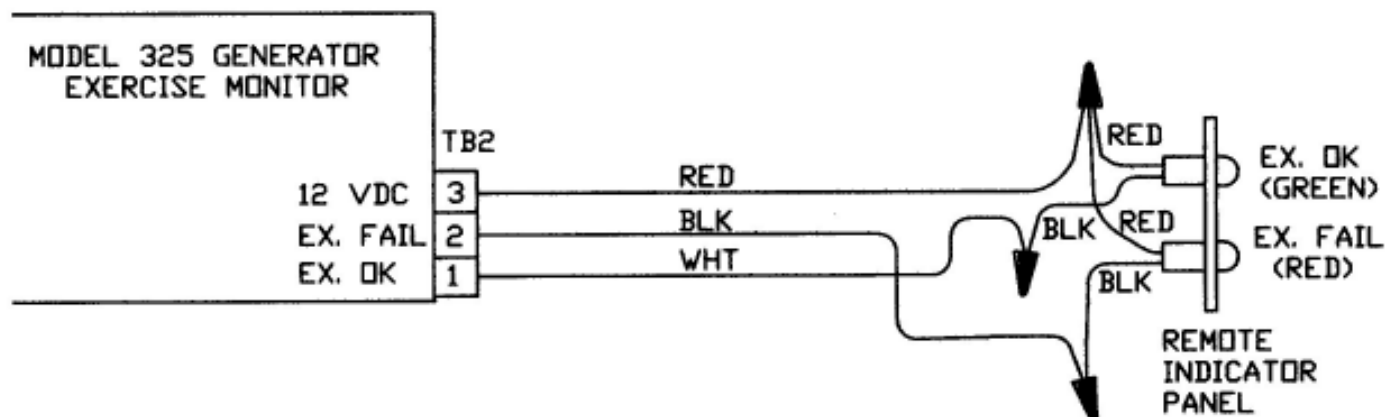 MODEL 325 GENERATOR
EXERCISE MONITOR
TB2
12 VDC 3 RED
EX. FAIL 2 BLK
EX. OK 1 WHT
RED
BLK
RED
BLK
EX. OK
(GREEN)
EX. FAIL
(RED)
REMOTE
INDICATOR
PANEL